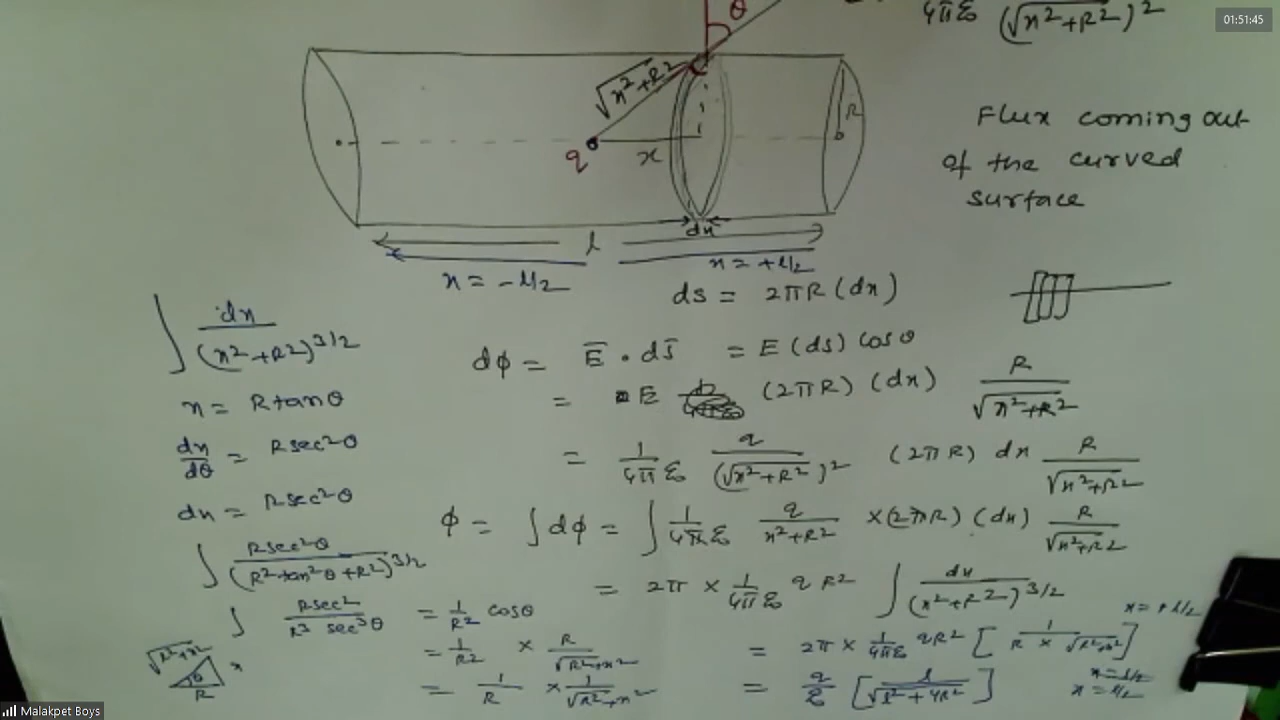 01:51:45
θ
4πε (√x²+R²)²
√x²+R²
R
q
x
Flux coming out
of the curved
surface
dx
l
x = -l/2
x = +l/2
ds = 2πR (dx)
∫ dx / (x²+R²)^3/2
x = R tanθ
dx/dθ = R sec²θ
dx = R sec²θ
∫ R sec²θ / (R² tan²θ + R²)^3/2
∫ R sec² / R³ sec³θ = 1/R² cosθ
= 1/R² × R / √R²+x²
= 1/R × 1/√R²+x²
√R²+x²
θ
x
R
dϕ = E̅ . ds̅ = E (ds) cosθ
= E (2πR) (dx) R / √x²+R²
= 1/4πε q / (√x²+R²)² (2πR) dx R / √x²+R²
ϕ = ∫dϕ = ∫ 1/4πε q / x²+R² × (2πR) (dx) R / √x²+R²
= 2π × 1/4πε q R² ∫ dx / (x²+R²)^3/2
x = + l/2
= 2π × 1/4πε qR² [ 1/R × 1/√R²+x² ]
x = l/2
x = l/2
= q/ε [ l / √l²+4R² ]
Malakpet Boys